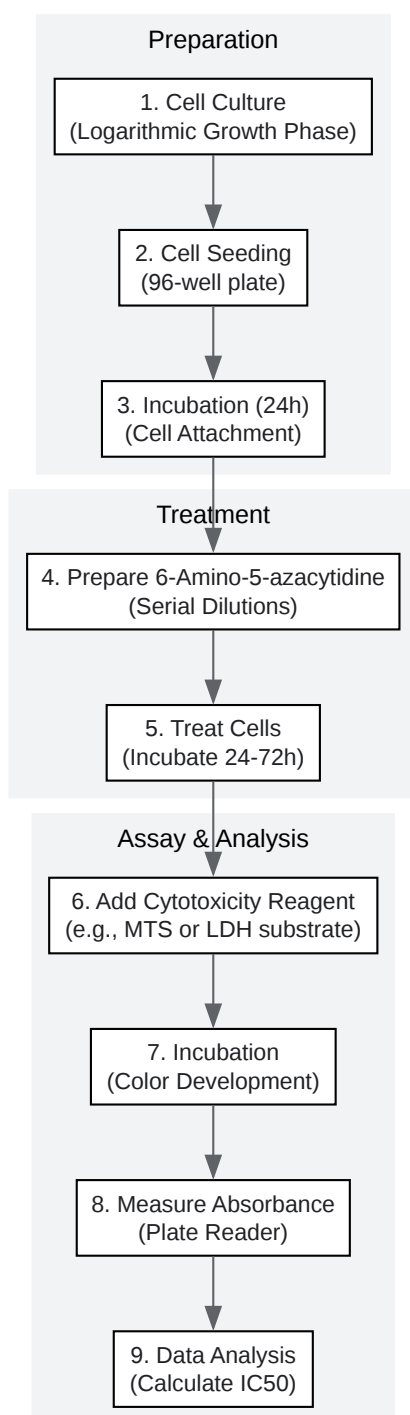 Preparation
1. Cell Culture
(Logarithmic Growth Phase)
2. Cell Seeding
(96-well plate)
3. Incubation (24h)
(Cell Attachment)
Treatment
4. Prepare 6-Amino-5-azacytidine
(Serial Dilutions)
5. Treat Cells
(Incubate 24-72h)
Assay & Analysis
6. Add Cytotoxicity Reagent
(e.g., MTS or LDH substrate)
7. Incubation
(Color Development)
8. Measure Absorbance
(Plate Reader)
9. Data Analysis
(Calculate IC50)